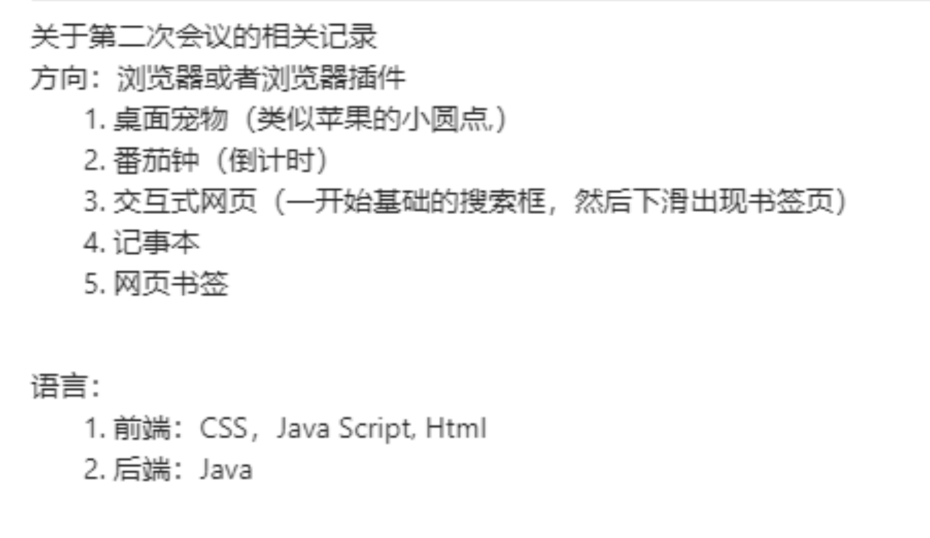 关于第二次会议的相关记录
方向：浏览器或者浏览器插件
1. 桌面宠物（类似苹果的小圆点,）
2. 番茄钟（倒计时）
3. 交互式网页（一开始基础的搜索框，然后下滑出现书签页）
4. 记事本
5. 网页书签
语言：
1. 前端：CSS，Java Script, Html
2. 后端：Java